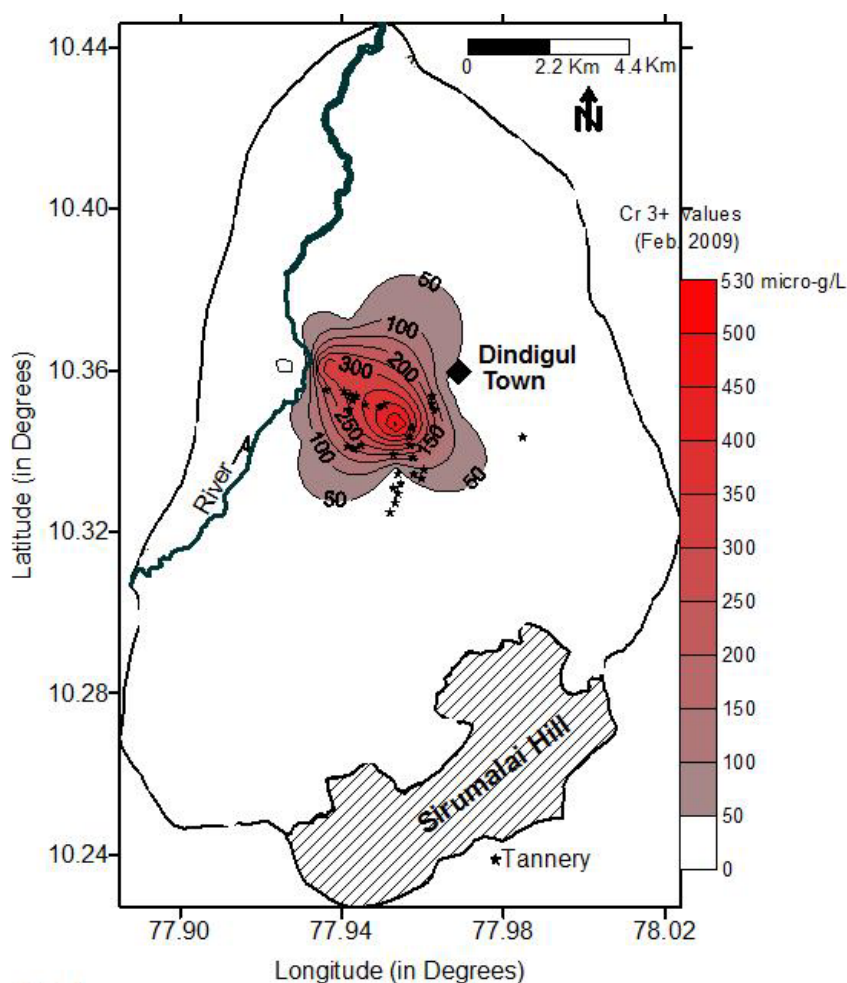 10.44
10.40
10.36
10.32
10.28
10.24
Latitude (in Degrees)
0 2.2 Km 4.4 Km
N
Cr 3+ values
(Feb. 2009)
530 micro-g/L
500
450
400
350
300
250
200
150
100
50
0
50
100
200
300
250
150
100
50
50
Dindigul
Town
River
Sirumalai Hill
Tannery
77.90 77.94 77.98 78.02
Longitude (in Degrees)